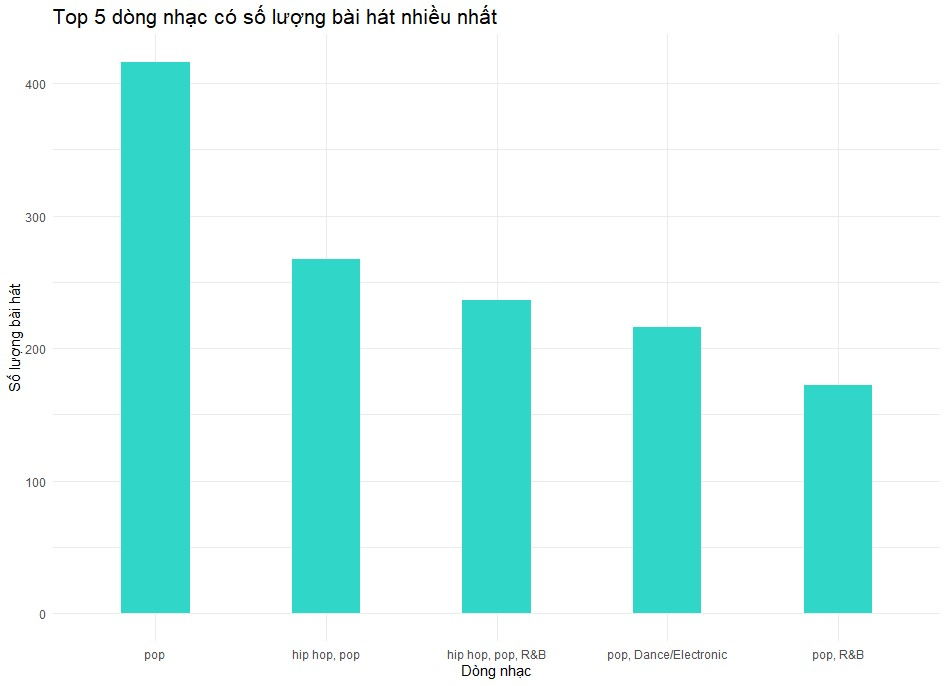 Top 5 dòng nhạc có số lượng bài hát nhiều nhất
Số lượng bài hát
400
300
200
100
0
pop
hip hop, pop
hip hop, pop, R&B
pop, Dance/Electronic
pop, R&B
Dòng nhạc